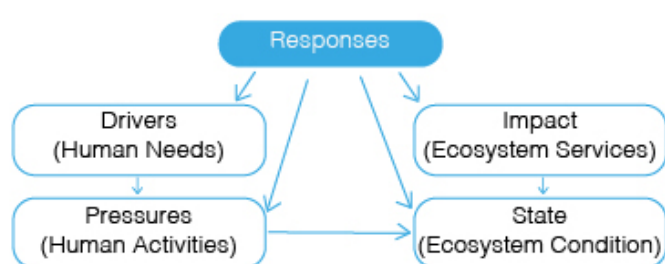 Responses
Drivers
(Human Needs)
Impact
(Ecosystem Services)
Pressures
(Human Activities)
State
(Ecosystem Condition)